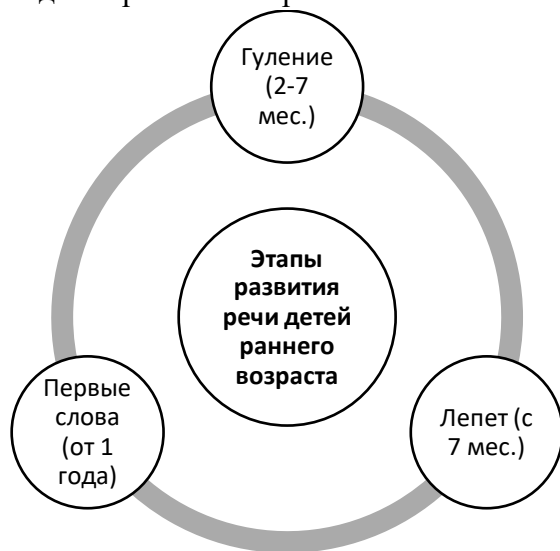 Гуление
(2-7
мес.)
Этапы
развития
речи детей
раннего
возраста
Первые
слова
(от 1
года)
Лепет (с
7 мес.)